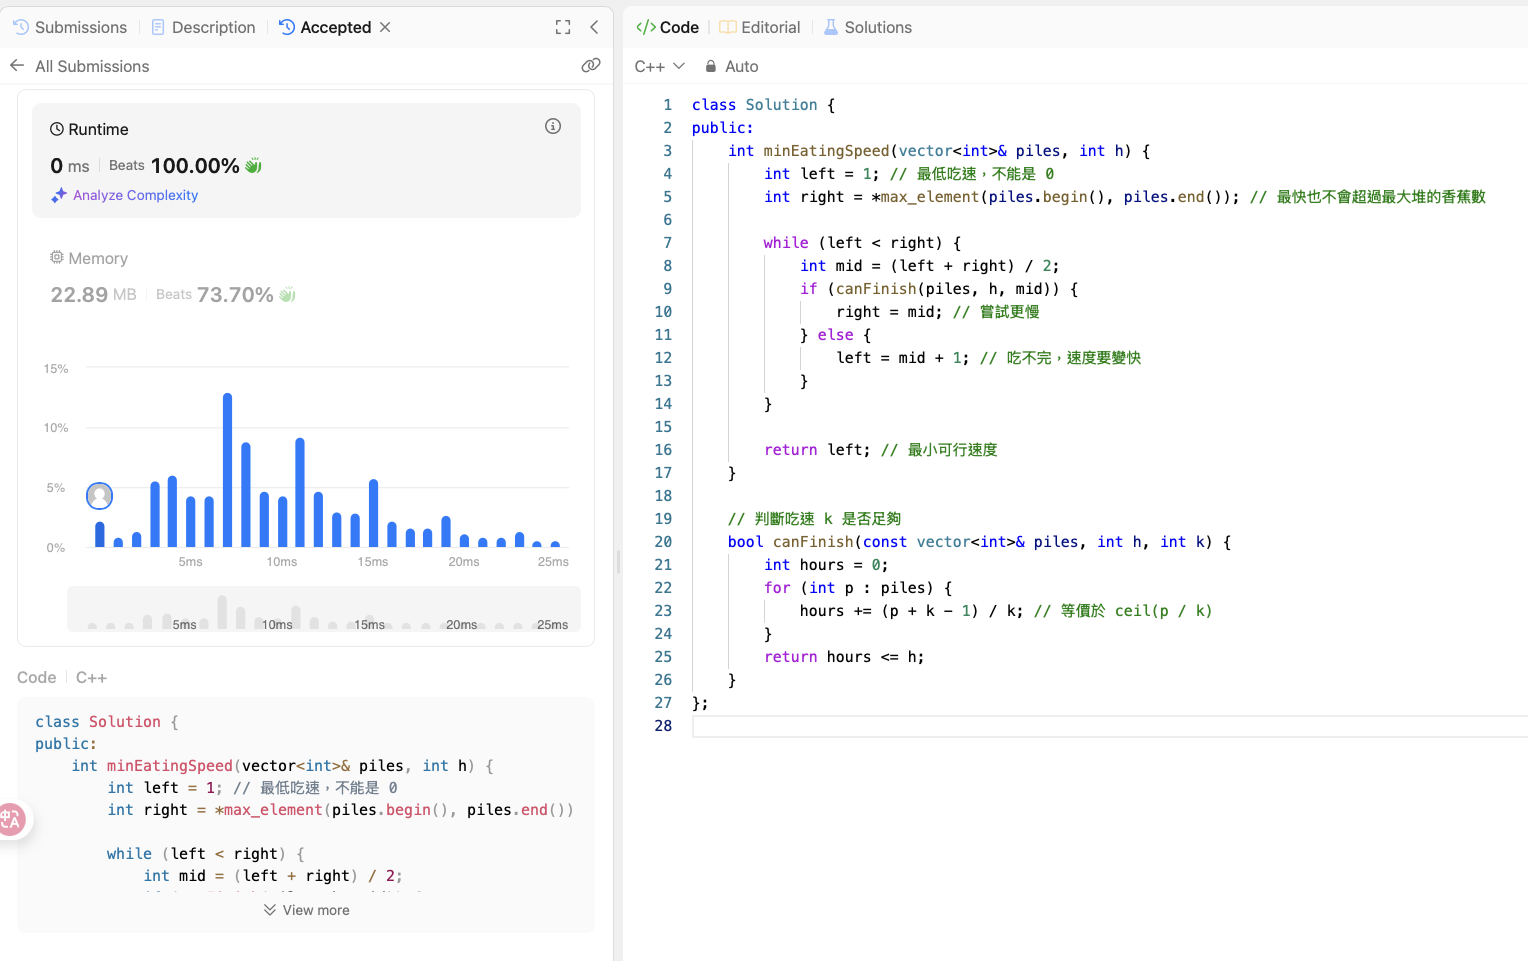 Submissions
Description
Accepted
All Submissions
Runtime
0 ms Beats 100.00%
Analyze Complexity
Memory
22.89 MB Beats 73.70%
15%
10%
5%
0%
5ms 10ms 15ms 20ms 25ms
5ms 10ms 15ms 20ms 25ms
Code C++
class Solution {
public:
    int minEatingSpeed(vector<int>& piles, int h) {
        int left = 1; // 最低吃速，不能是 0
        int right = *max_element(piles.begin(), piles.end())
        while (left < right) {
            int mid = (left + right) / 2;
View more
中A
Code
Editorial
Solutions
C++ Auto
1 class Solution {
2 public:
3     int minEatingSpeed(vector<int>& piles, int h) {
4         int left = 1; // 最低吃速，不能是 0
5         int right = *max_element(piles.begin(), piles.end()); // 最快也不會超過最大堆的香蕉數
6
7         while (left < right) {
8             int mid = (left + right) / 2;
9             if (canFinish(piles, h, mid)) {
10                 right = mid; // 嘗試更慢
11             } else {
12                 left = mid + 1; // 吃不完，速度要變快
13             }
14         }
15
16         return left; // 最小可行速度
17     }
18
19     // 判斷吃速 k 是否足夠
20     bool canFinish(const vector<int>& piles, int h, int k) {
21         int hours = 0;
22         for (int p : piles) {
23             hours += (p + k - 1) / k; // 等價於 ceil(p / k)
24         }
25         return hours <= h;
26     }
27 };
28